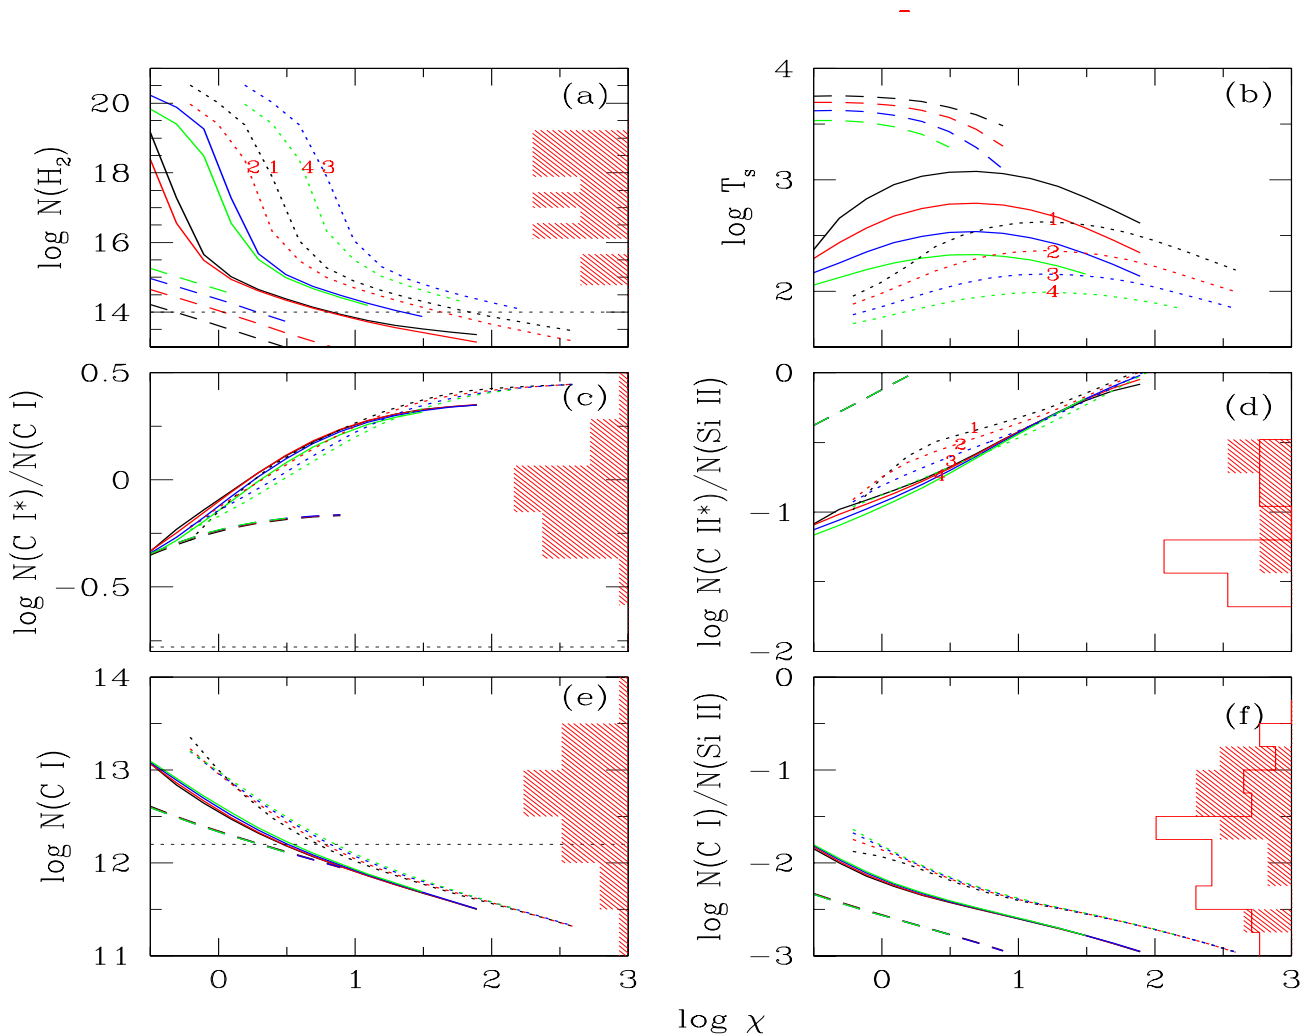 (a)
20
18
16
14
log N(H2)
2 1 4 3
(b)
4
3
2
log Ts
1
2
3
4
(c)
0.5
0
−0.5
log N(C I*)/N(C I)
(d)
0
−1
−2
log N(C II*)/N(Si II)
1
2
3
4
(e)
14
13
12
11
log N(C I)
0 1 2 3
(f)
0
−1
−2
−3
log N(C I)/N(Si II)
0 1 2 3
log χ